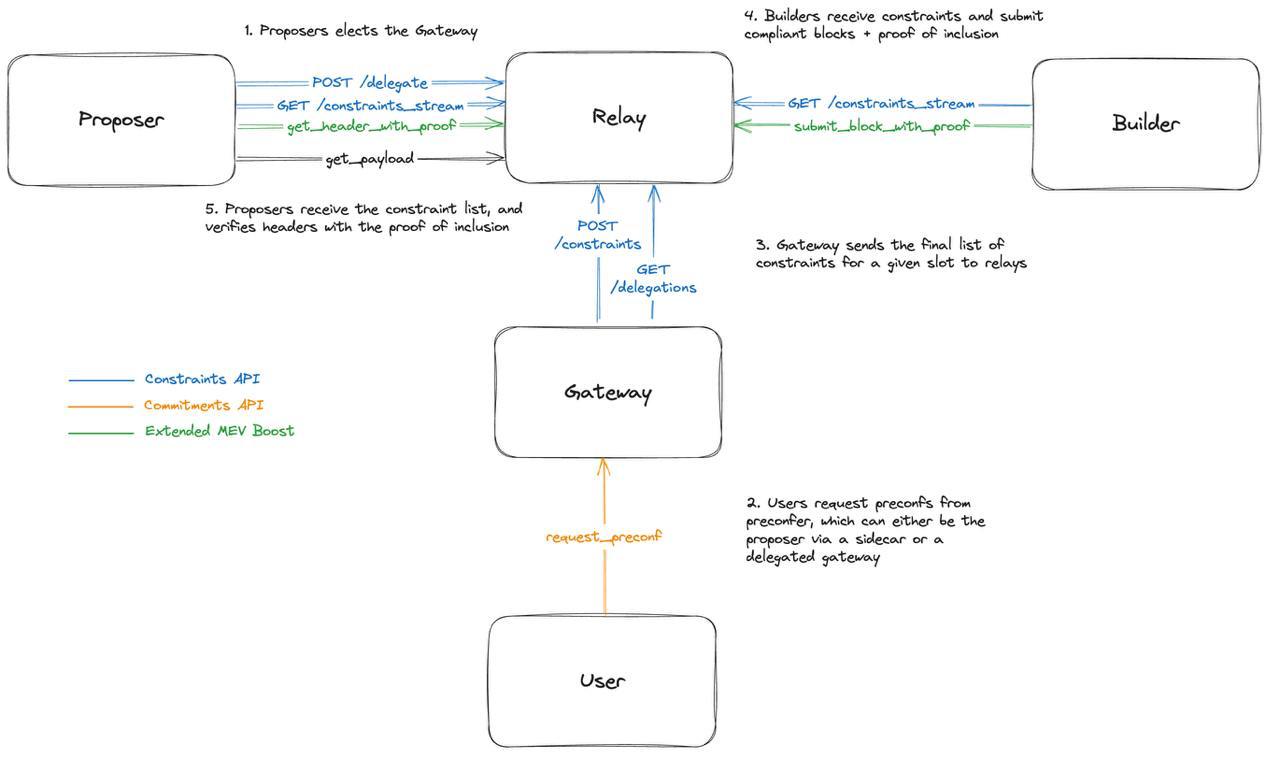 1. Proposers elects the Gateway
4. Builders receive constraints and submit
compliant blocks + proof of inclusion
Proposer
POST /delegate
GET /constraints_stream
get_header_with_proof
get_payload
Relay
GET /constraints_stream
submit_block_with_proof
Builder
5. Proposers receive the constraint list, and
verifies headers with the proof of inclusion
POST
/constraints
GET
/delegations
3. Gateway sends the final list of
constraints for a given slot to relays
Gateway
Constraints API
Commitments API
Extended MEV Boost
request_preconf
2. Users request preconfs from
preconfer, which can either be the
proposer via a sidecar or a
delegated gateway
User